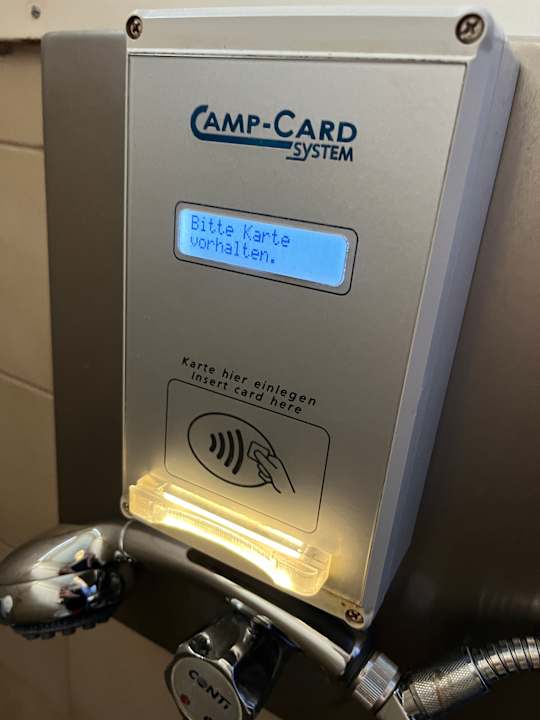 CAMP-CARD
SYSTEM
Bitte Karte
vorhalten.
Karte hier einlegen
Insert card here
CONTI